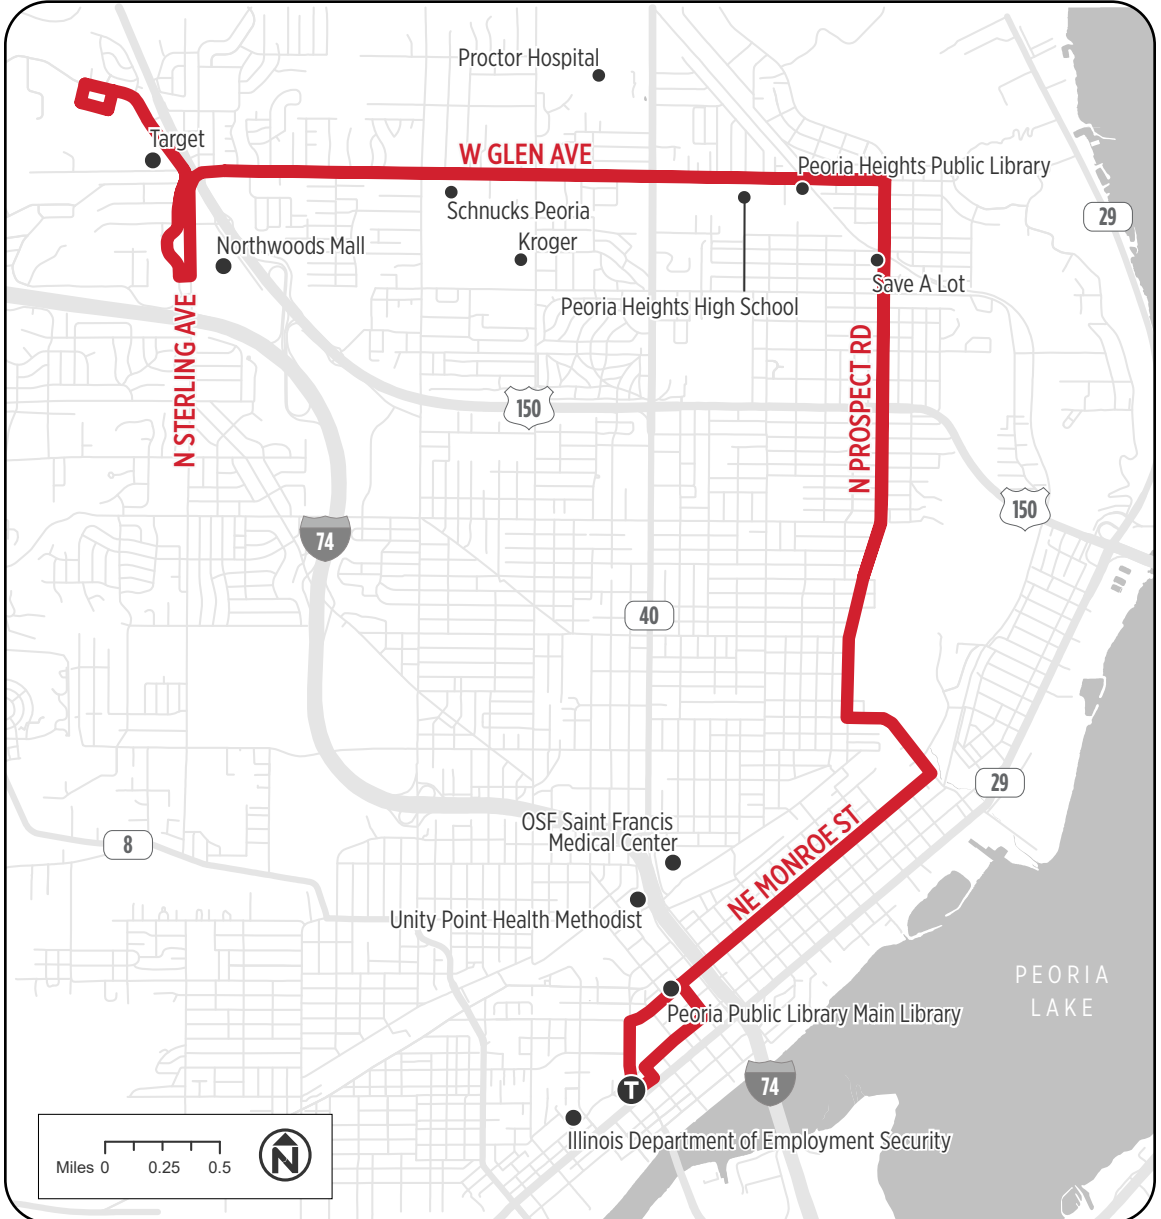 Proctor Hospital
Target
W GLEN AVE
Peoria Heights Public Library
Schnucks Peoria
29
Kroger
Northwoods Mall
Save A Lot
Peoria Heights High School
N STERLING AVE
N PROSPECT RD
150
150
74
40
29
OSF Saint Francis
Medical Center
8
NE MONROE ST
Unity Point Health Methodist
PEORIA
LAKE
Peoria Public Library Main Library
74
T
Illinois Department of Employment Security
Miles 0 0.25 0.5
N